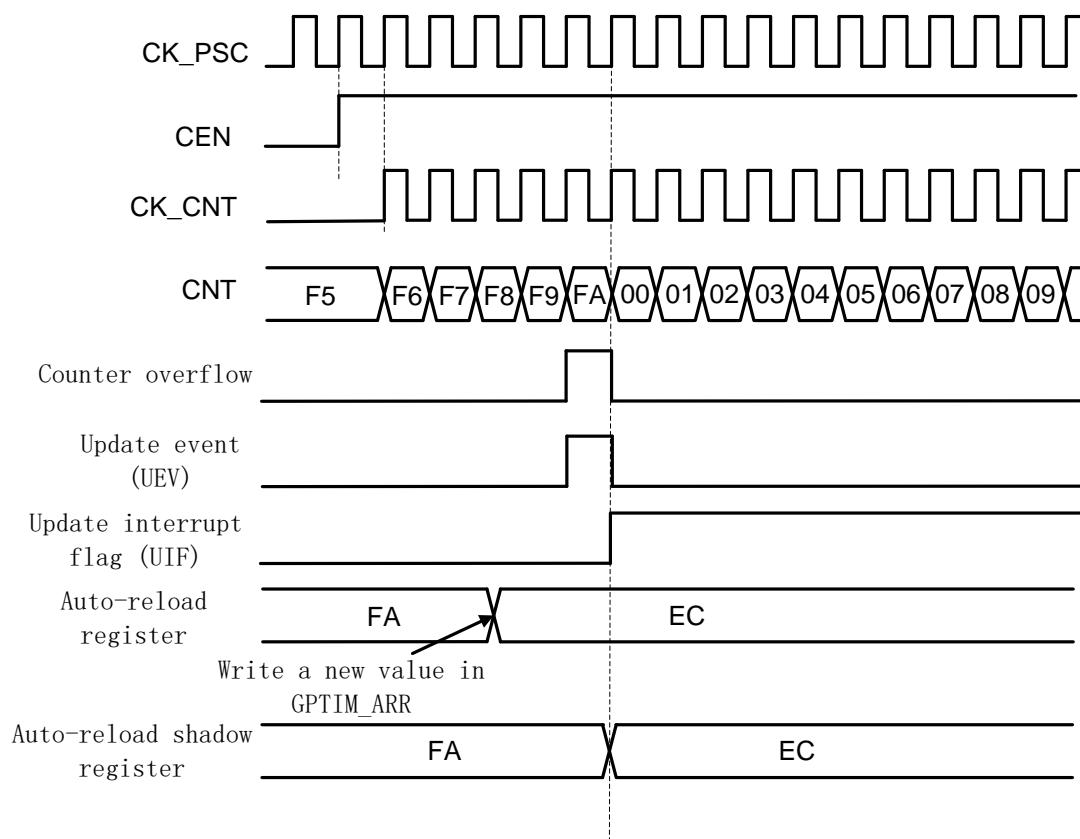 CK_PSC
CEN
CK_CNT
CNT
F5 F6 F7 F8 F9 FA 00 01 02 03 04 05 06 07 08 09
Counter overflow
Update event
(UEV)
Update interrupt
flag (UIF)
Auto-reload
register
FA EC
Write a new value in
GPTIM_ARR
Auto-reload shadow
register
FA EC